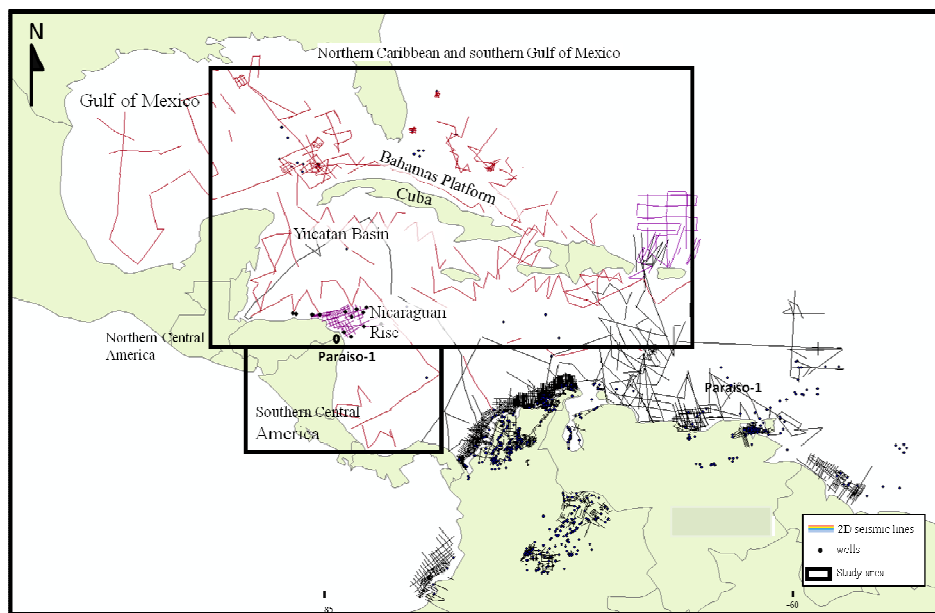 N
Northern Caribbean and southern Gulf of Mexico
Gulf of Mexico
Bahamas Platform
Cuba
Yucatan Basin
Nicaraguan
Rise
Northern Central
America
Paraiso-1
Paraiso-1
Southern Central
America
2D seismic lines
wells
Study area
-85
-60